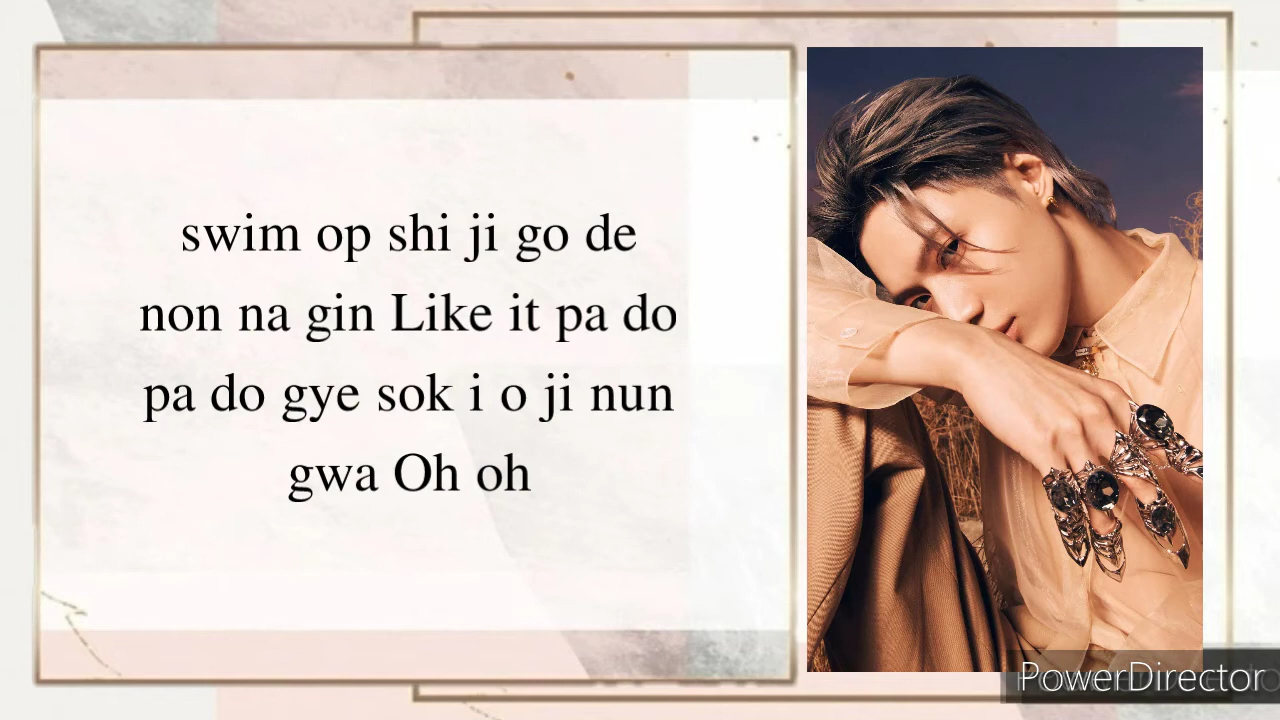 swim op shi ji go de
non na gin Like it pa do
pa do gye sok i o ji nun
gwa Oh oh
PowerDirector